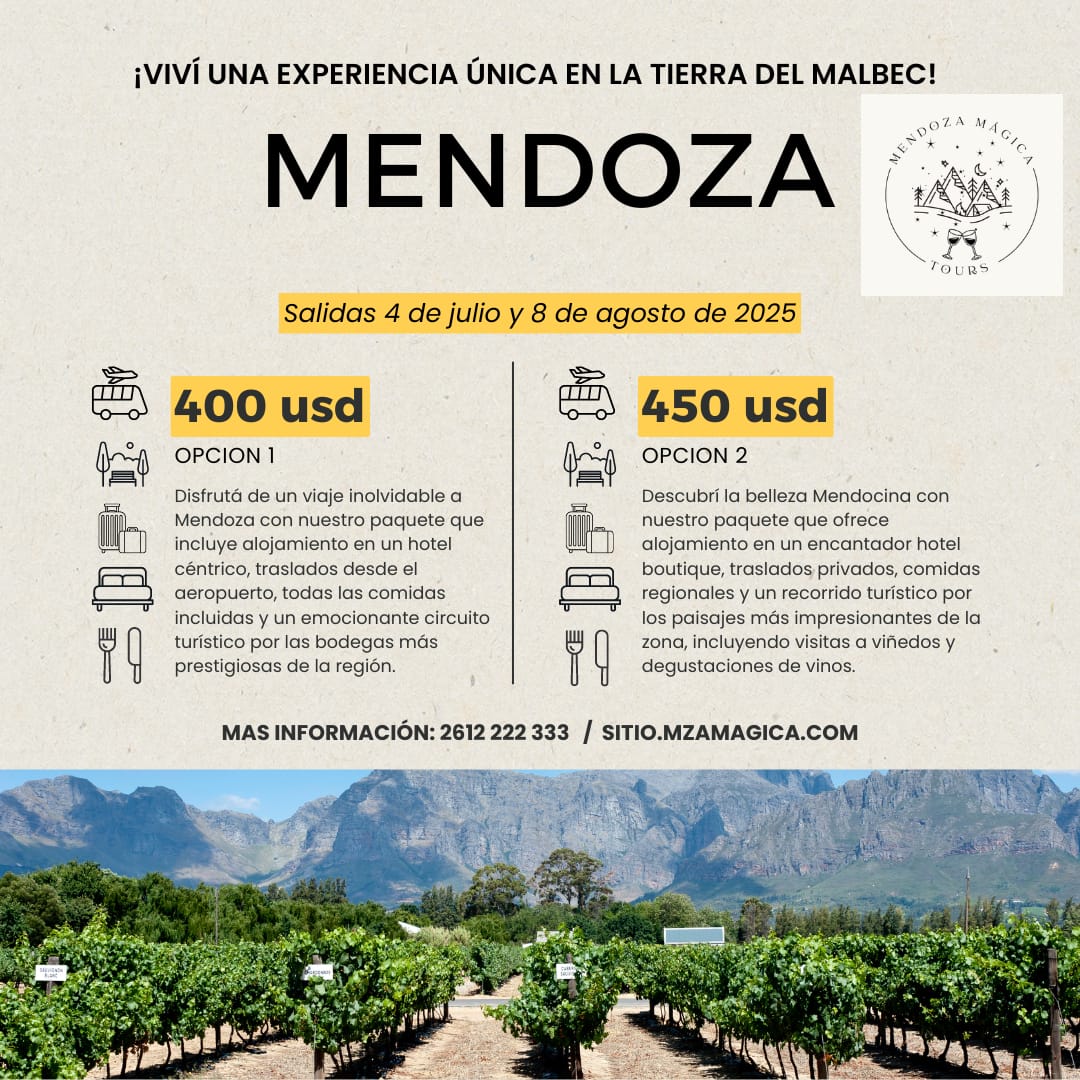 ¡VIVÍ UNA EXPERIENCIA ÚNICA EN LA TIERRA DEL MALBEC!
MENDOZA
MENDOZA MÁGICA
TOURS
Salidas 4 de julio y 8 de agosto de 2025
400 usd
OPCION 1
Disfrutá de un viaje inolvidable a
Mendoza con nuestro paquete que
incluye alojamiento en un hotel
céntrico, traslados desde el
aeropuerto, todas las comidas
incluidas y un emocionante circuito
turístico por las bodegas más
prestigiosas de la región.
450 usd
OPCION 2
Descubrí la belleza Mendocina con
nuestro paquete que ofrece
alojamiento en un encantador hotel
boutique, traslados privados, comidas
regionales y un recorrido turístico por
los paisajes más impresionantes de la
zona, incluyendo visitas a viñedos y
degustaciones de vinos.
MAS INFORMACIÓN: 2612 222 333 / SITIO.MZAMAGICA.COM
SAUVIGNON
BLANC